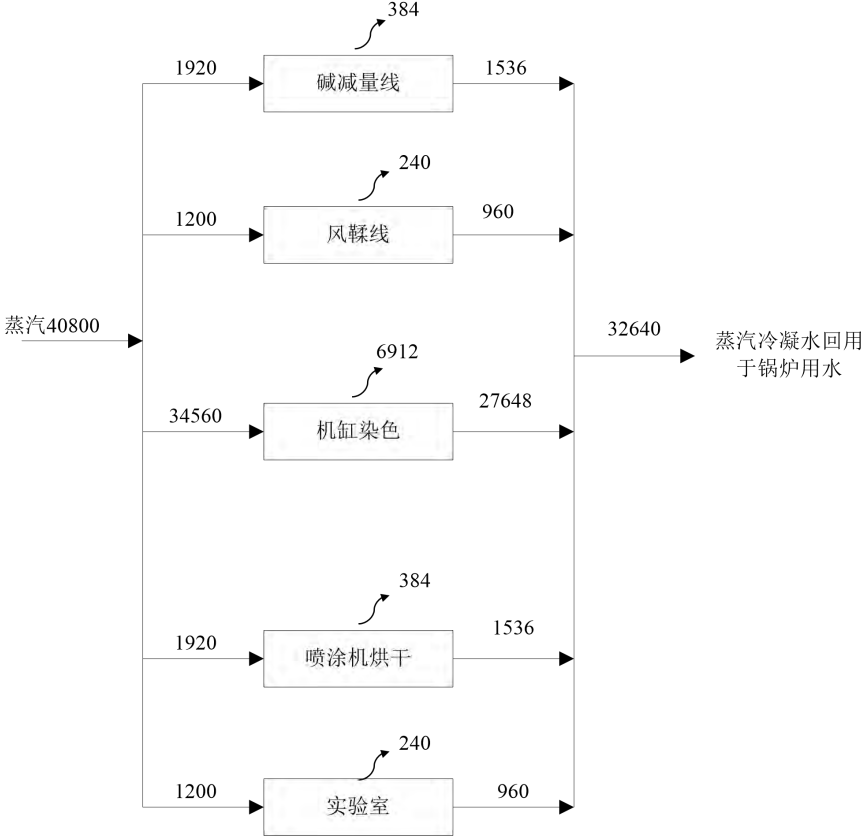 384
1920
碱减量线
1536
240
1200
风鞣线
960
蒸汽40800
32640
蒸汽冷凝水回用
于锅炉用水
6912
34560
机缸染色
27648
384
1920
喷涂机烘干
1536
240
1200
实验室
960